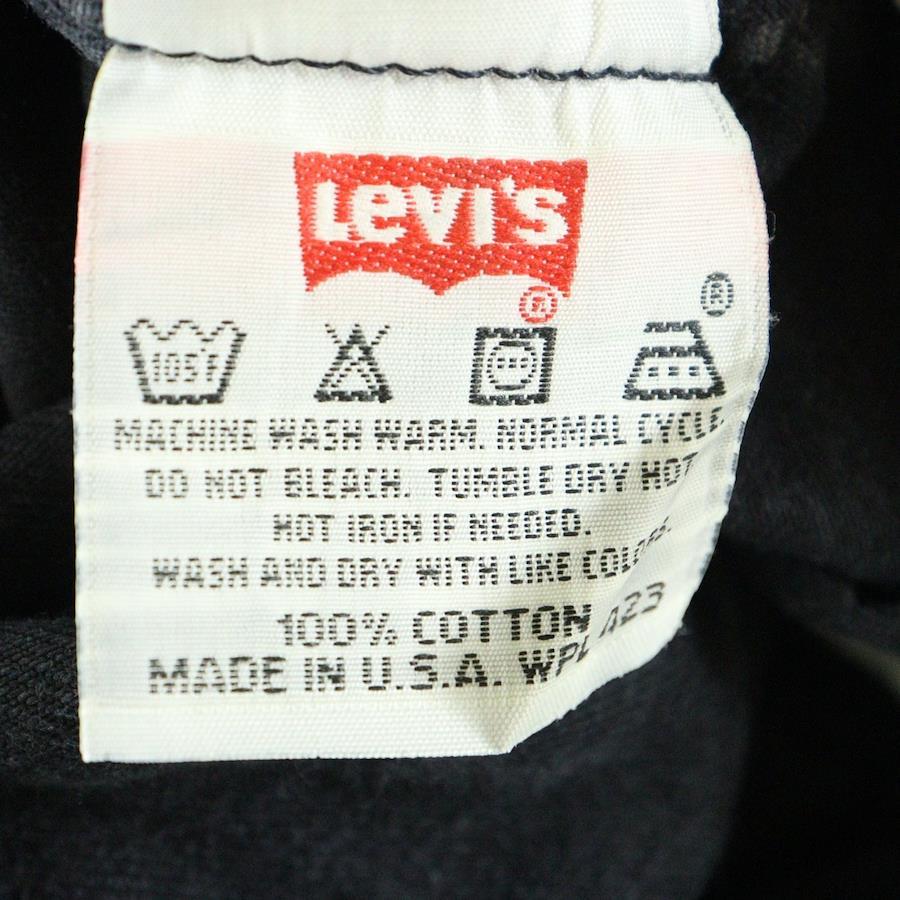 Levi's
®
®
105°F
MACHINE WASH WARM. NORMAL CYCLE.
DO NOT BLEACH. TUMBLE DRY HOT
HOT IRON IF NEEDED.
WASH AND DRY WITH LIKE COLORS.
100% COTTON
MADE IN U.S.A. WPL A23